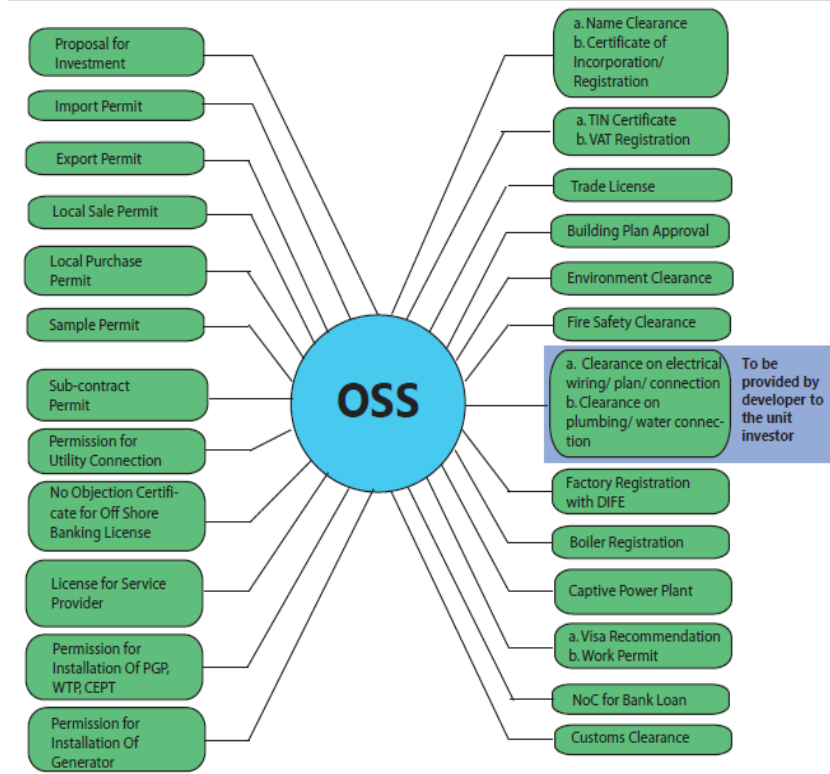 Proposal for
Investment
Import Permit
Export Permit
Local Sale Permit
Local Purchase
Permit
Sample Permit
Sub-contract
Permit
Permission for
Utility Connection
No Objection Certifi-
cate for Off Shore
Banking License
License for Service
Provider
Permission for
Installation Of PGP,
WTP, CEPT
Permission for
Installation Of
Generator
OSS
a. Name Clearance
b. Certificate of
Incorporation/
Registration
a. TIN Certificate
b. VAT Registration
Trade License
Building Plan Approval
Environment Clearance
Fire Safety Clearance
a. Clearance on electrical
wiring/ plan/ connection
b. Clearance on
plumbing/ water connec-
tion
To be
provided by
developer to
the unit
investor
Factory Registration
with DIFE
Boiler Registration
Captive Power Plant
a. Visa Recommendation
b. Work Permit
NoC for Bank Loan
Customs Clearance